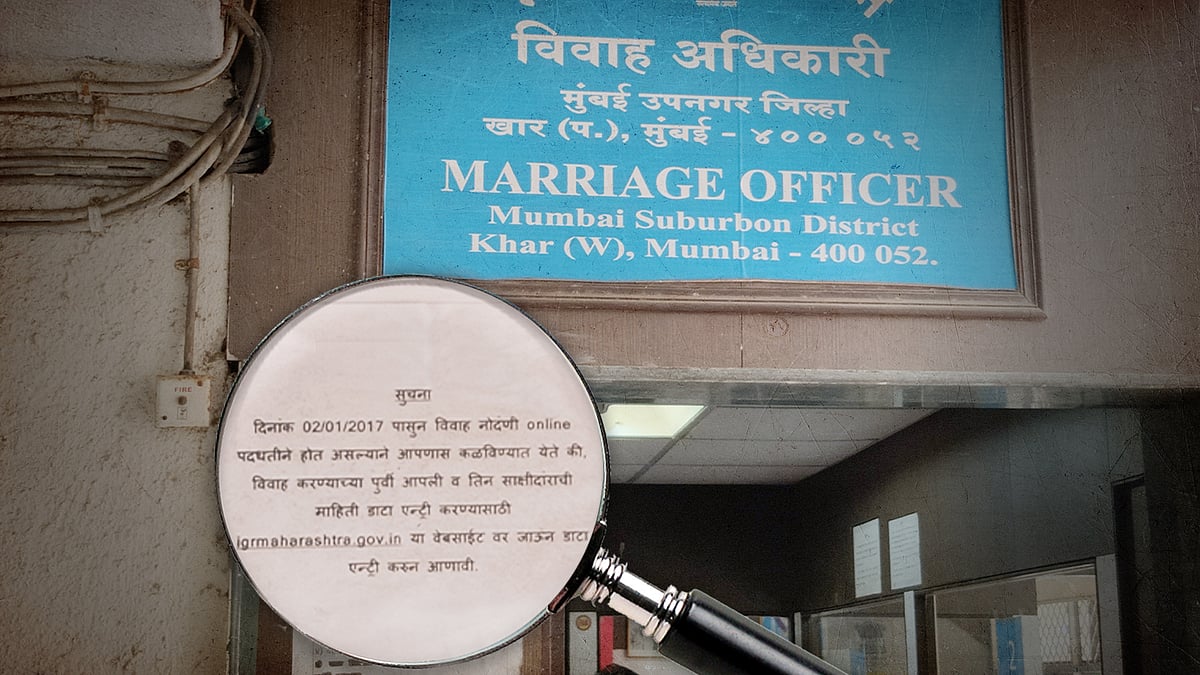 विवाह अधिकारी
मुंबई उपनगर जिल्हा
खार (प.), मुंबई - ४०० ०५२
MARRIAGE OFFICER
Mumbai Suburbon District
Khar (W), Mumbai - 400 052.
FIRE
सुचना
दिनांक 02/01/2017 पासुन विवाह नोदणी online
पदधतीने होत असल्याने आपणास कळविण्यात येते की,
विवाह करण्याच्या पुर्वी आपली व तिन साक्षीदाराची
माहिती डाटा एन्ट्री करण्यासाठी
igrmaharashtra.gov.in या वेबसाईट वर जाऊन डाटा
एन्ट्री करुन आणावी.
2